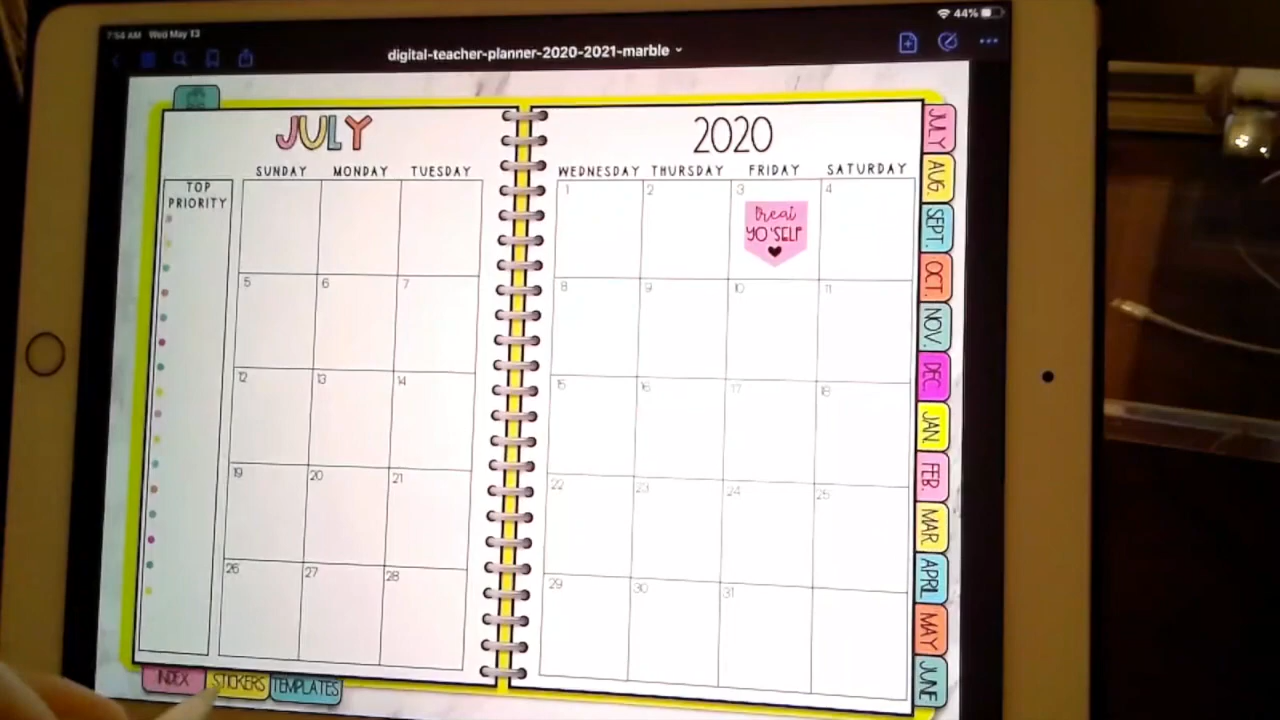 7:54 AM Wed May 13
44%
digital-teacher-planner-2020-2021-marble
JULY
2020
SUNDAY MONDAY TUESDAY
WEDNESDAY THURSDAY FRIDAY SATURDAY
TOP
PRIORITY
1 2 3 4
treat
YO'SELF
5 6 7
8 9 10 11
12 13 14
15 16 17 18
19 20 21
22 23 24 25
26 27 28
29 30 31
JULY
AUG.
SEPT.
OCT.
NOV.
DEC.
JAN.
FEB.
MAR.
APRIL
MAY
JUNE
INDEX
STICKERS
TEMPLATES